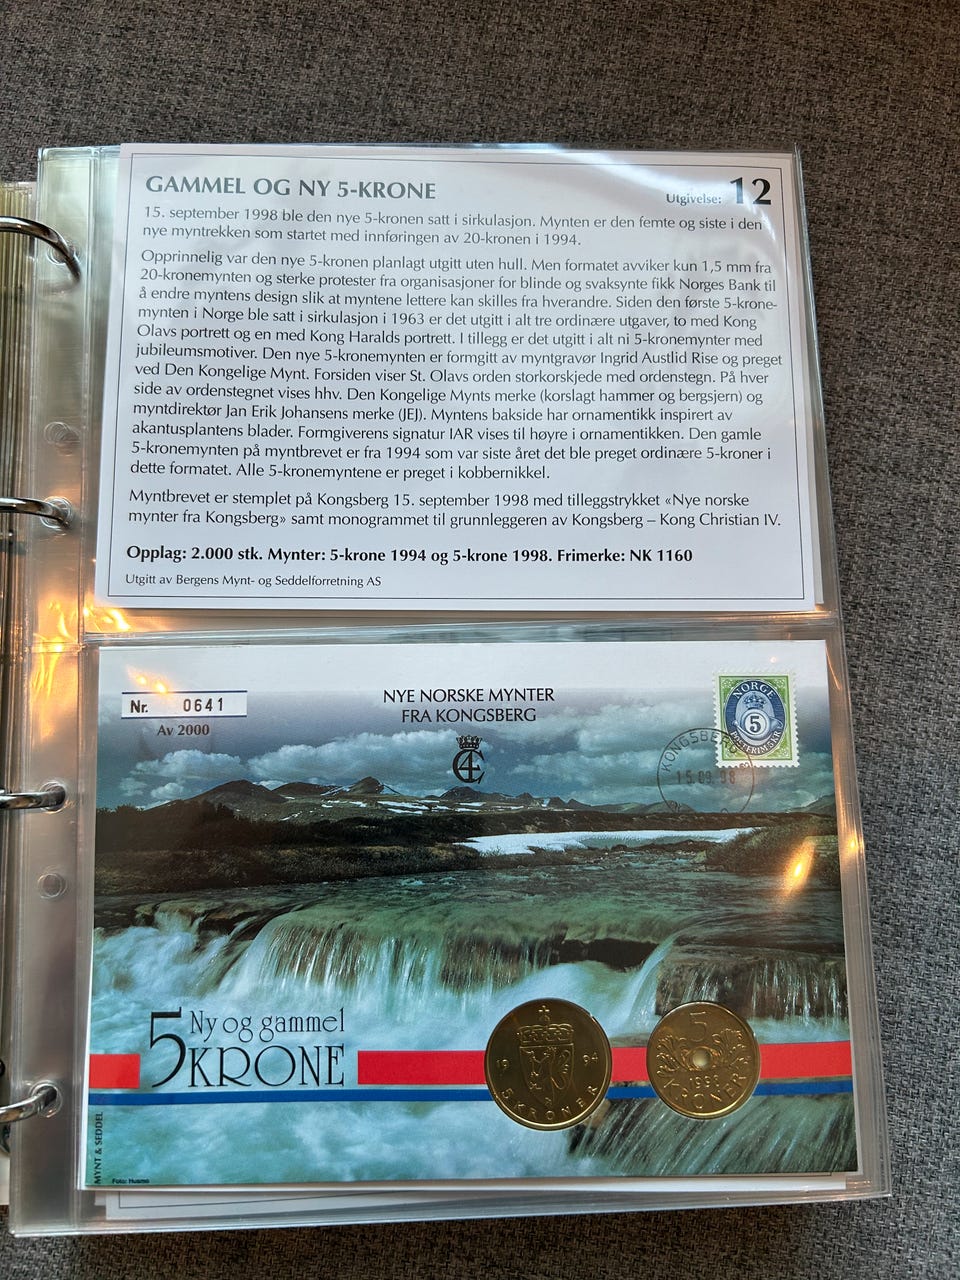 GAMMEL OG NY 5-KRONE
Utgivelse: 12
15. september 1998 ble den nye 5-kronen satt i sirkulasjon. Mynten er den femte og siste i den
nye myntrekken som startet med innføringen av 20-kronen i 1994.
Opprinnelig var den nye 5-kronen planlagt utgitt uten hull. Men formatet avviker kun 1,5 mm fra
20-kronemynten og sterke protester fra organisasjoner for blinde og svaksynte fikk Norges Bank til
å endre myntens design slik at myntene lettere kan skilles fra hverandre. Siden den første 5-krone-
mynten i Norge ble satt i sirkulasjon i 1963 er det utgitt i alt tre ordinære utgaver, to med Kong
Olavs portrett og en med Kong Haralds portrett. I tillegg er det utgitt i alt ni 5-kronemynter med
jubileumsmotiver. Den nye 5-kronemynten er formgitt av myntgravør Ingrid Austlid Rise og preget
ved Den Kongelige Mynt. Forsiden viser St. Olavs orden storkorskjede med ordenstegn. På hver
side av ordenstegnet vises hhv. Den Kongelige Mynts merke (korslagt hammer og bergsjern) og
myntdirektør Jan Erik Johansens merke (JEJ). Myntens bakside har ornamentikk inspirert av
akantusplantens blader. Formgiverens signatur IAR vises til høyre i ornamentikken. Den gamle
5-kronemynten på myntbrevet er fra 1994 som var siste året det ble preget ordinære 5-kroner i
dette formatet. Alle 5-kronemyntene er preget i kobbernikkel.
Myntbrevet er stemplet på Kongsberg 15. september 1998 med tilleggstrykket «Nye norske
mynter fra Kongsberg» samt monogrammet til grunnleggeren av Kongsberg – Kong Christian IV.
Opplag: 2.000 stk. Mynter: 5-krone 1994 og 5-krone 1998. Frimerke: NK 1160
Utgitt av Bergens Mynt- og Seddelforretning AS
Nr. 0641
Av 2000
NYE NORSKE MYNTER
FRA KONGSBERG
C4
NORGE
5
POSTFRIM 5 KR
KONGSBERG
15.09.98
Ny og gammel
5 KRONE
19 94
5 KRONER
5
1998
KRONER
MYNT & SEDDEL
Foto: Husmo